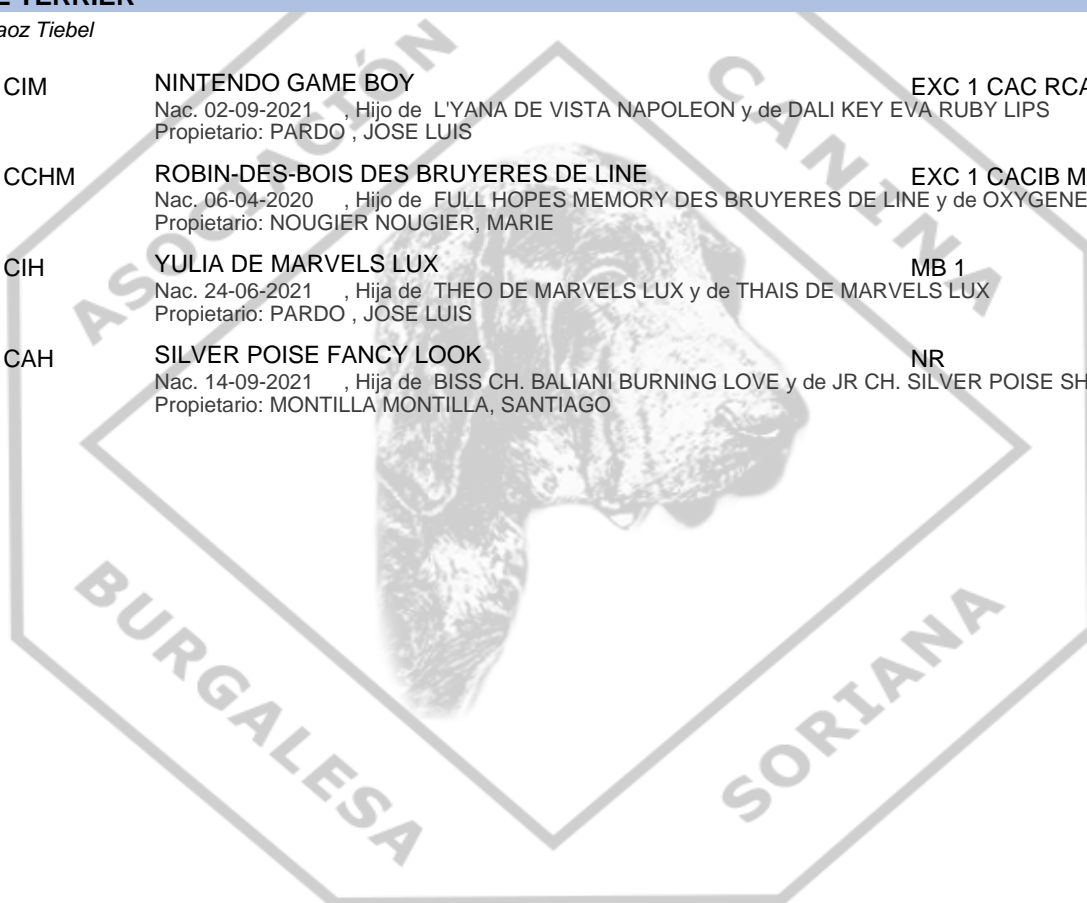 TERRIER
Tiebel
CIM NINTENDO GAME BOY EXC 1 CAC
Nac. 02-09-2021 , Hijo de L'YANA DE VISTA NAPOLEON y de DALI KEY EVA RUBY LIPS
Propietario: PARDO , JOSE LUIS
CCHM ROBIN-DES-BOIS DES BRUYERES DE LINE EXC 1 CACIB
Nac. 06-04-2020 , Hijo de FULL HOPES MEMORY DES BRUYERES DE LINE y de OXYGENE
Propietario: NOUGIER NOUGIER, MARIE
CIH YULIA DE MARVELS LUX MB 1
Nac. 24-06-2021 , Hija de THEO DE MARVELS LUX y de THAIS DE MARVELS LUX
Propietario: PARDO , JOSE LUIS
CAH SILVER POISE FANCY LOOK NR
Nac. 14-09-2021 , Hija de BISS CH. BALIANI BURNING LOVE y de JR CH. SILVER POISE
Propietario: MONTILLA MONTILLA, SANTIAGO
ASOCIACIÓN CANINA
BURGALESA SORIANA